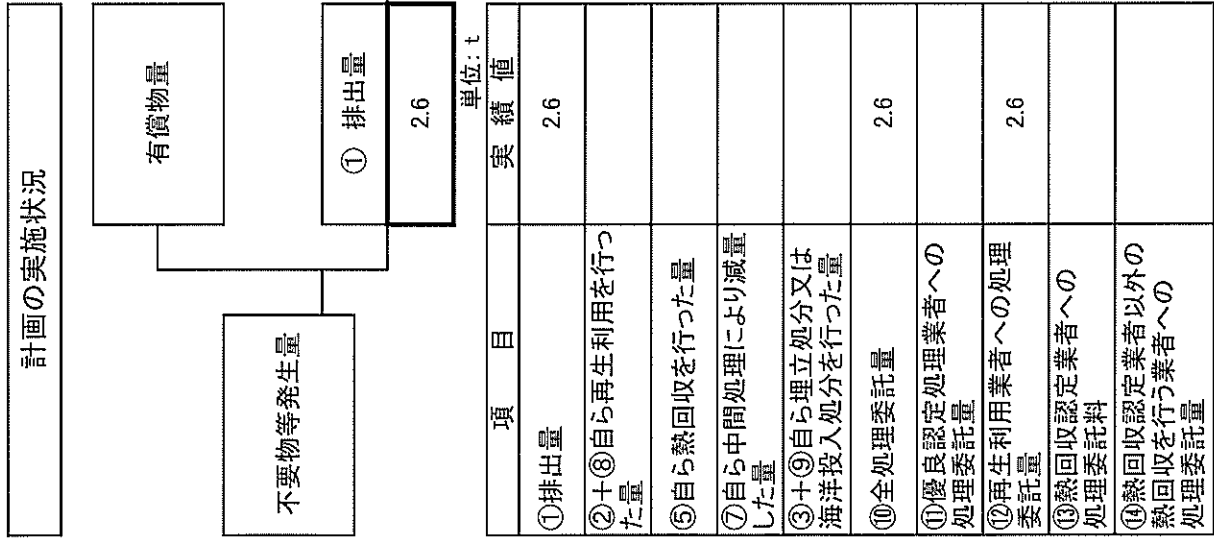 計画の実施状況
有償物量
不要物等発生量
① 排出量
2.6
単位:t
項 目 実 績 値
①排出量 2.6
②+⑧自ら再生利用を行っ
た量
⑤自ら熱回収を行った量
⑦自ら中間処理により減量
した量
③+⑨自ら埋立処分又は
海洋投入処分を行った量
⑩全処理委託量 2.6
⑪優良認定処理業者への
処理委託量
⑫再生利用業者への処理
委託量 2.6
⑬熱回収認定業者への
処理委託料
⑭熱回収認定業者以外の
熱回収を行う業者への
処理委託量